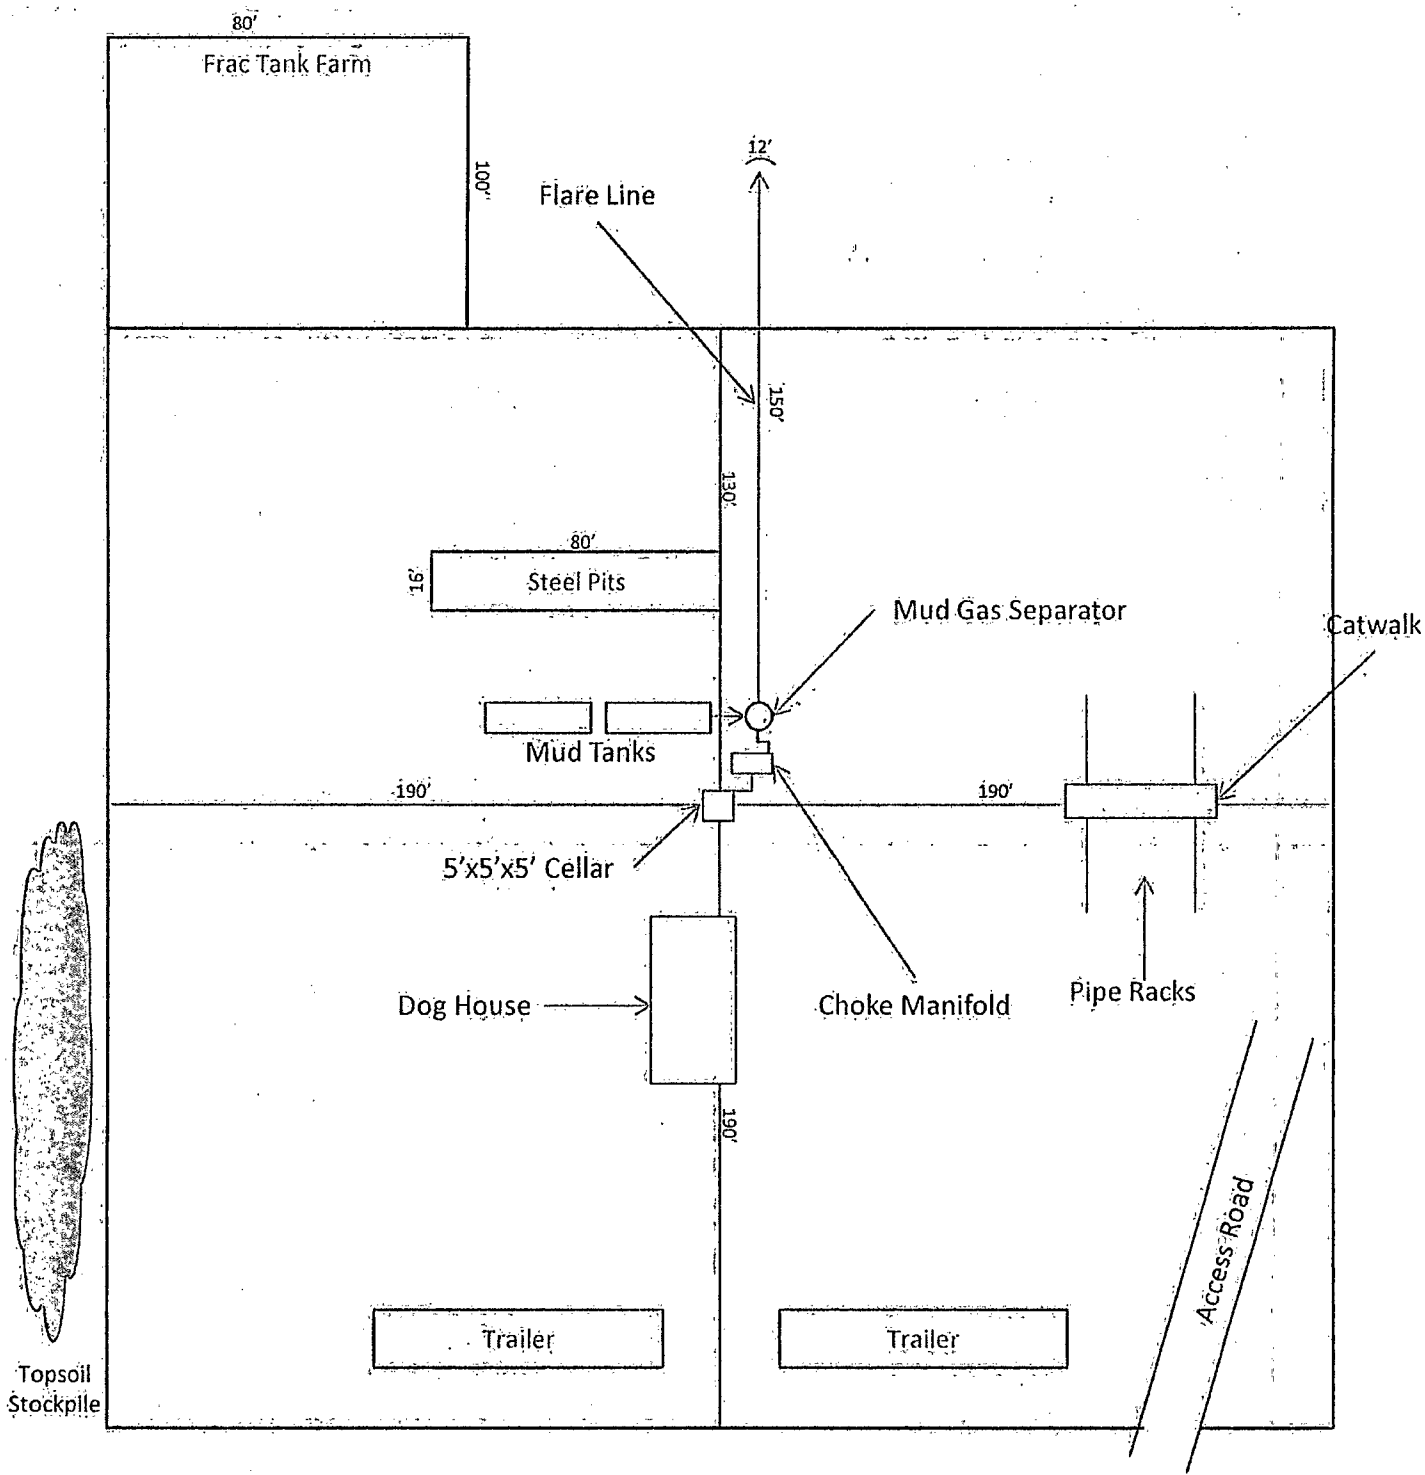 80'
Frac Tank Farm
100''
12'
Flare Line
150'
130'
80'
16'
Steel Pits
Mud Gas Separator
Catwalk
Mud Tanks
190'
190'
5'x5'x5' Cellar
Dog House
Choke Manifold
Pipe Racks
190'
Access Road
Trailer
Trailer
Topsoil
Stockpile